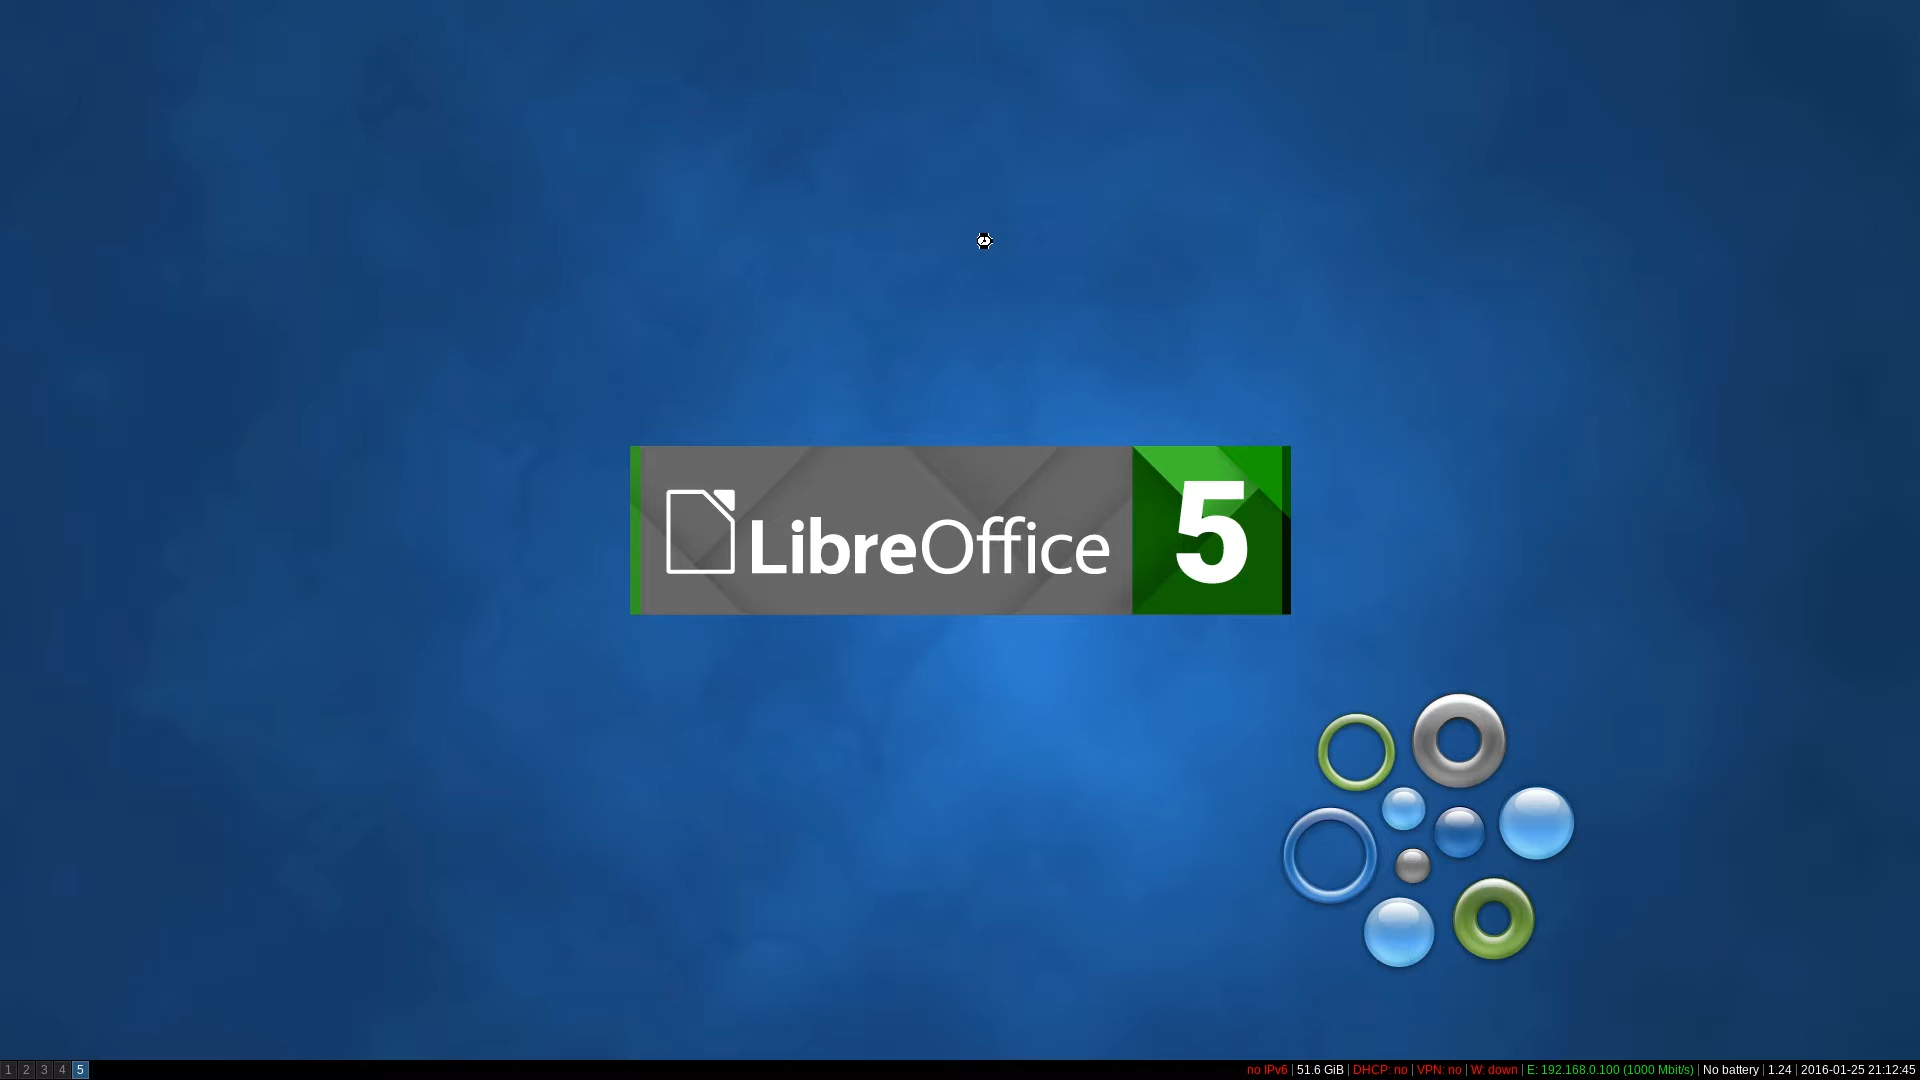 LibreOffice 5
1 2 3 4 5 no IPv6 | 51.6 GiB | DHCP: no | VPN: no | W: down | E: 192.168.0.100 (1000 Mbit/s) | No battery | 1.24 | 2016-01-25 21:12:45